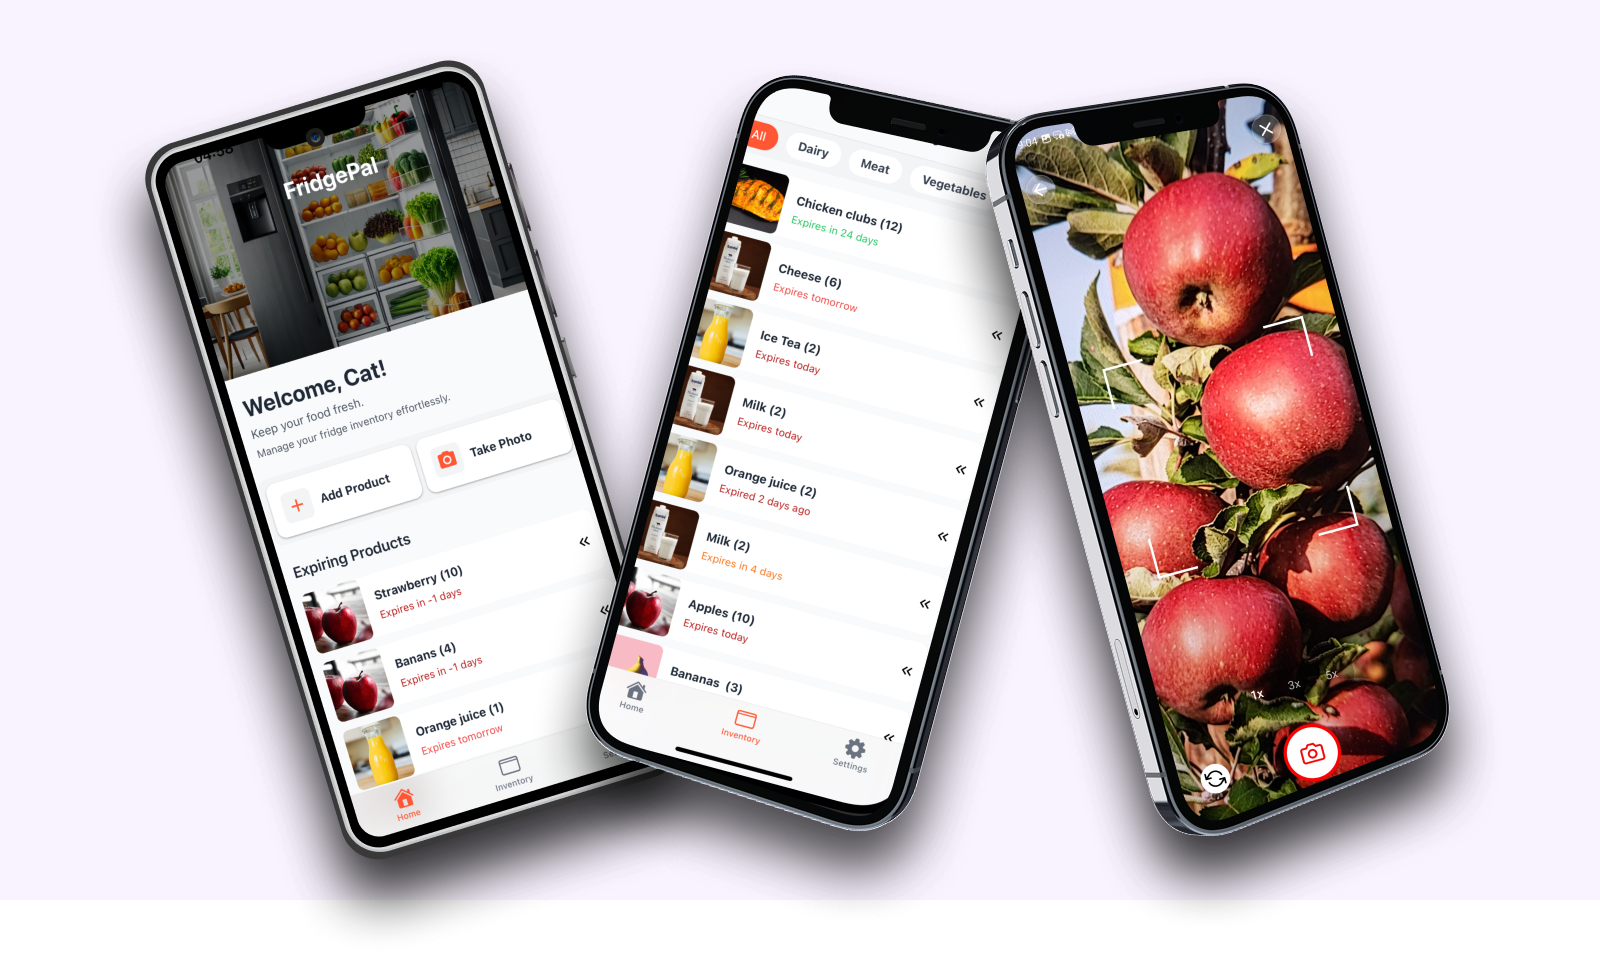 04:58
FridgePal
Welcome, Cat!
Keep your food fresh.
Manage your fridge inventory effortlessly.
Add Product
Take Photo
Expiring Products
Strawberry (10)
Expires in -1 days
Banans (4)
Expires in -1 days
Orange juice (1)
Expires tomorrow
Home
Inventory
All
Dairy
Meat
Vegetables
Chicken clubs (12)
Expires in 24 days
Cheese (6)
Expires tomorrow
Ice Tea (2)
Expires today
Milk (2)
Expires today
Orange juice (2)
Expired 2 days ago
Milk (2)
Expires in 4 days
Apples (10)
Expires today
Bananas (3)
Home
Inventory
Settings
1x
3x
5x